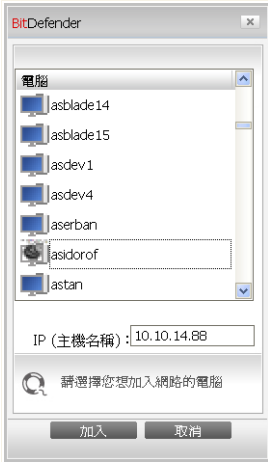 BitDefender
電腦
asblade14
asblade15
asdev1
asdev4
aserban
asidorof
astan
IP (主機名稱) : 10.10.14.88
請選擇您想加入網路的電腦
加入 取消